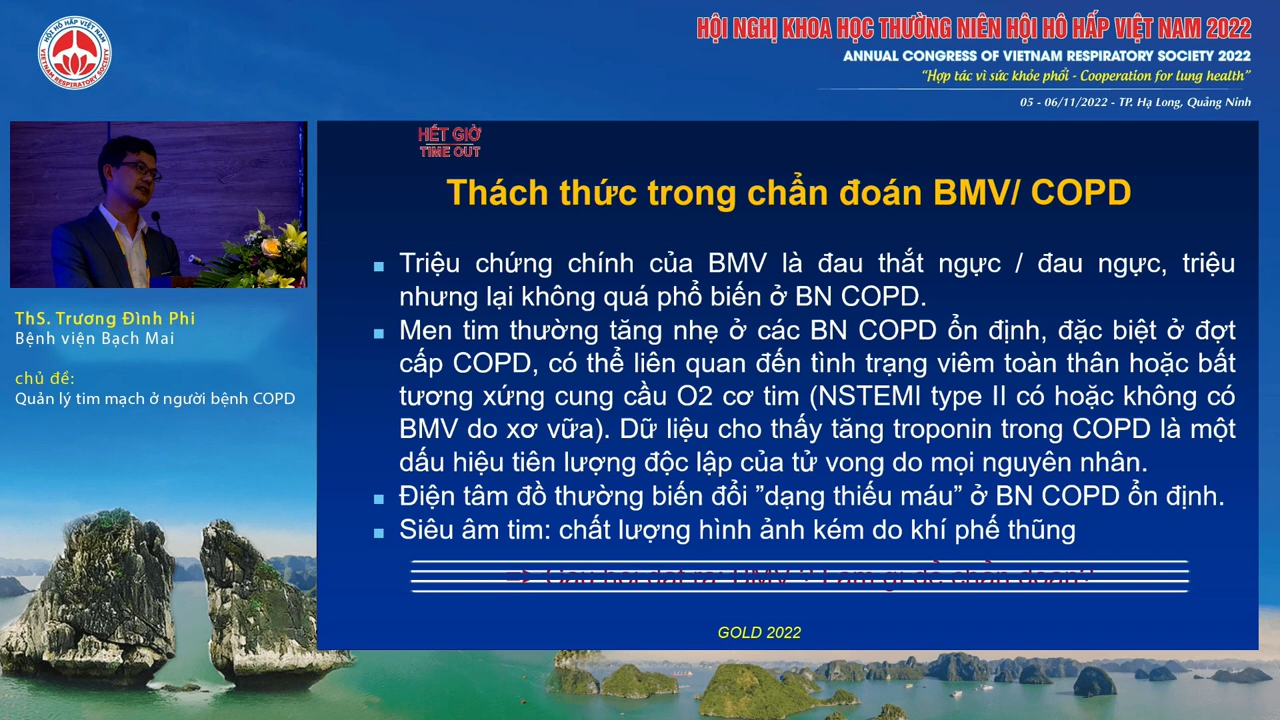 HỘI HÔ HẤP VIỆT NAM
VIETNAM RESPIRATORY SOCIETY
HỘI NGHỊ KHOA HỌC THƯỜNG NIÊN HỘI HÔ HẤP VIỆT NAM 2022
ANNUAL CONGRESS OF VIETNAM RESPIRATORY SOCIETY 2022
“Hợp tác vì sức khỏe phổi - Cooperation for lung health”
05 - 06/11/2022 - TP. Hạ Long, Quảng Ninh
ThS. Trương Đình Phi
Bệnh viện Bạch Mai
chủ đề:
Quản lý tim mạch ở người bệnh COPD
HẾT GIỜ
TIME OUT
Thách thức trong chẩn đoán BMV/ COPD
Triệu chứng chính của BMV là đau thắt ngực / đau ngực, triệu
nhưng lại không quá phổ biến ở BN COPD.
Men tim thường tăng nhẹ ở các BN COPD ổn định, đặc biệt ở đợt
cấp COPD, có thể liên quan đến tình trạng viêm toàn thân hoặc bất
tương xứng cung cầu O2 cơ tim (NSTEMI type II có hoặc không có
BMV do xơ vữa). Dữ liệu cho thấy tăng troponin trong COPD là một
dấu hiệu tiên lượng độc lập của tử vong do mọi nguyên nhân.
Điện tâm đồ thường biến đổi ”dạng thiếu máu” ở BN COPD ổn định.
Siêu âm tim: chất lượng hình ảnh kém do khí phế thũng
GOLD 2022